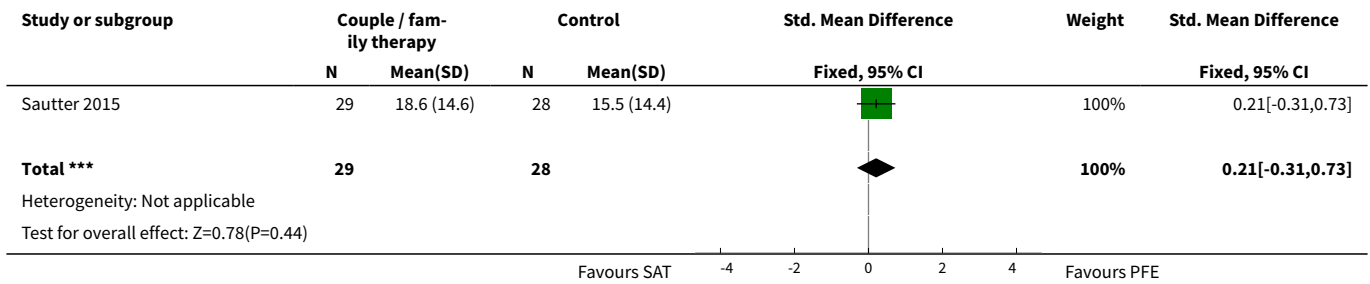 Study or subgroup Couple / fam- Control Std. Mean Difference Weight Std. Mean Difference
ily therapy
N Mean(SD) N Mean(SD) Fixed, 95% CI Fixed, 95% CI
Sautter 2015 29 18.6 (14.6) 28 15.5 (14.4) 100% 0.21[-0.31,0.73]
Total *** 29 28 100% 0.21[-0.31,0.73]
Heterogeneity: Not applicable
Test for overall effect: Z=0.78(P=0.44)
Favours SAT -4 -2 0 2 4 Favours PFE